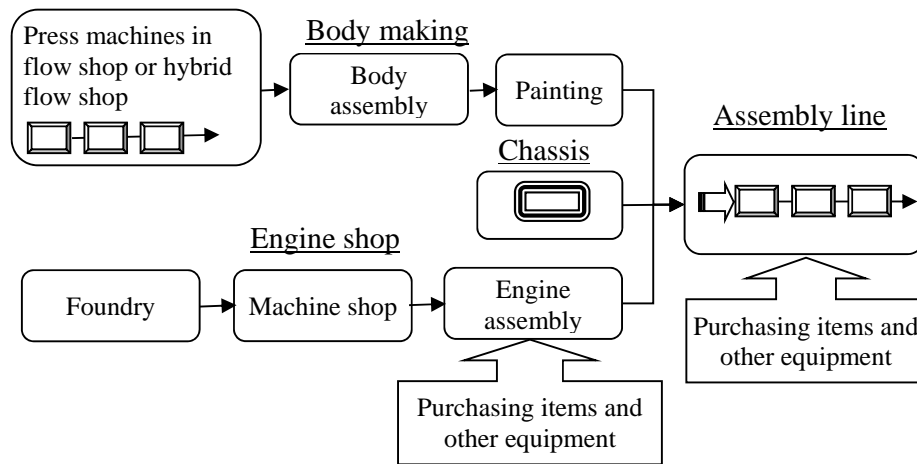 Press machines in
flow shop or hybrid
flow shop
Body making
Body
assembly
Painting
Assembly line
Chassis
Engine shop
Foundry
Machine shop
Engine
assembly
Purchasing items and
other equipment
Purchasing items and
other equipment